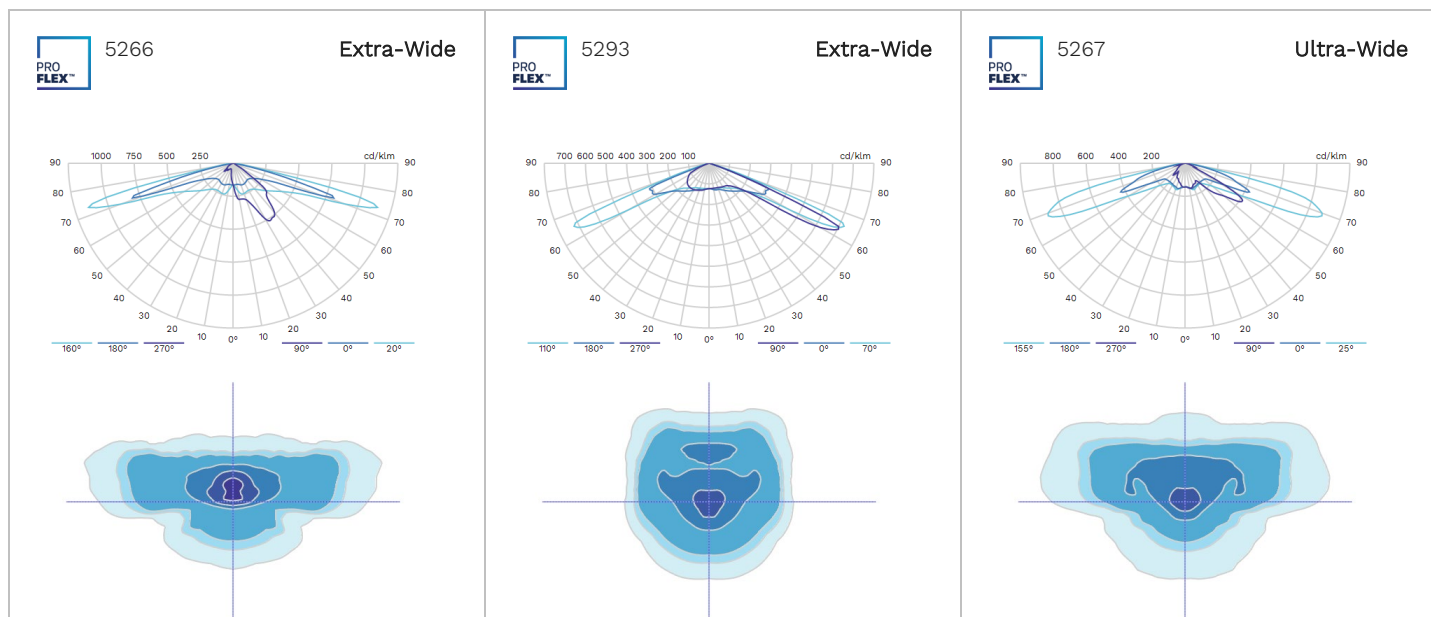 PRO
FLEX™
5266
Extra-Wide
90 1000 750 500 250 cd/klm 90
80 80
70 70
60 60
50 50
40 40
30 30
20 20
10 0° 10
160° 180° 270° 90° 0° 20°
PRO
FLEX™
5293
Extra-Wide
90 700 600 500 400 300 200 100 cd/klm 90
80 80
70 70
60 60
50 50
40 40
30 30
20 20
10 0° 10
110° 180° 270° 90° 0° 70°
PRO
FLEX™
5267
Ultra-Wide
90 800 600 400 200 cd/klm 90
80 80
70 70
60 60
50 50
40 40
30 30
20 20
10 0° 10
155° 180° 270° 90° 0° 25°